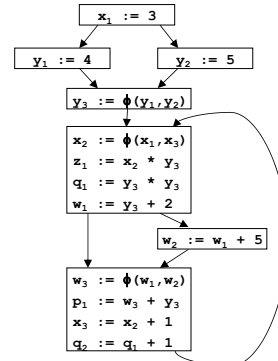 x₁ := 3
y₁ := 4
y₂ := 5
y₃ := ϕ(y₁,y₂)
x₂ := ϕ(x₁,x₃)
z₁ := x₂ * y₃
q₁ := y₃ * y₃
w₁ := y₃ + 2
w₂ := w₁ + 5
w₃ := ϕ(w₁,w₂)
p₁ := w₃ + y₃
x₃ := x₂ + 1
q₂ := q₁ + 1